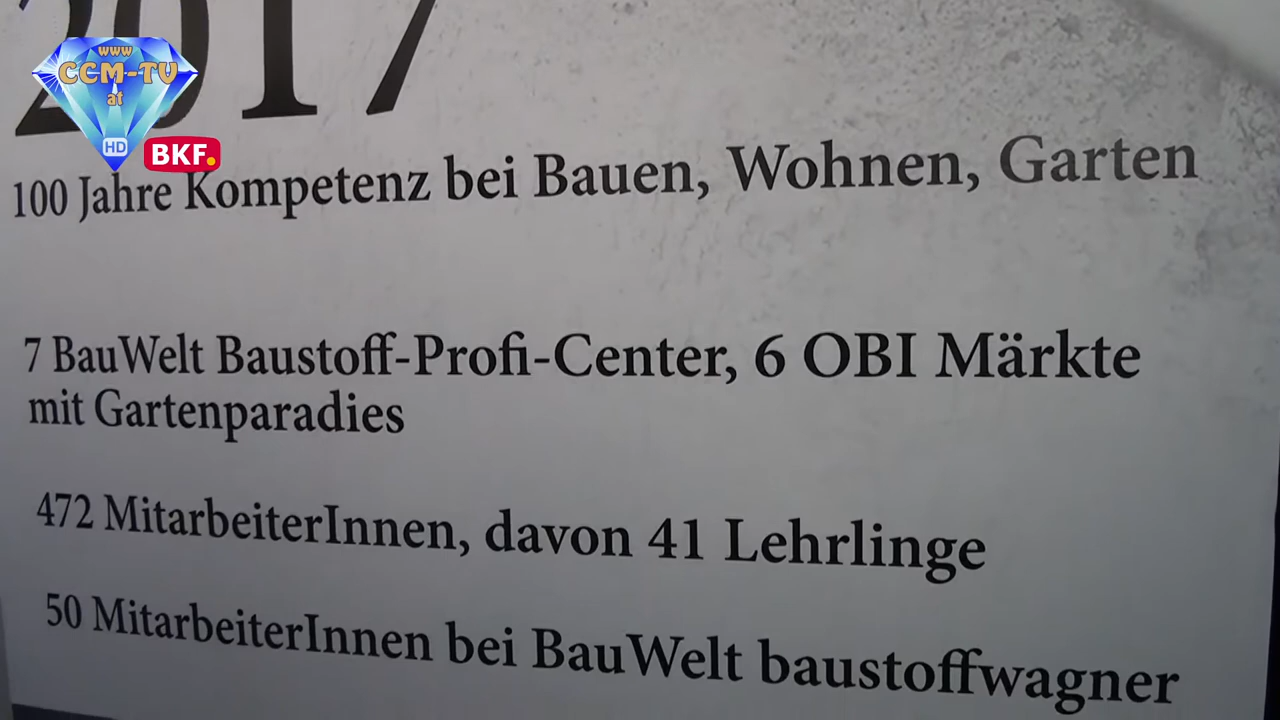 2017
www
CCM-TV
at
HD
BKF.
100 Jahre Kompetenz bei Bauen, Wohnen, Garten
7 BauWelt Baustoff-Profi-Center, 6 OBI Märkte
mit Gartenparadies
472 MitarbeiterInnen, davon 41 Lehrlinge
50 MitarbeiterInnen bei BauWelt baustoffwagner